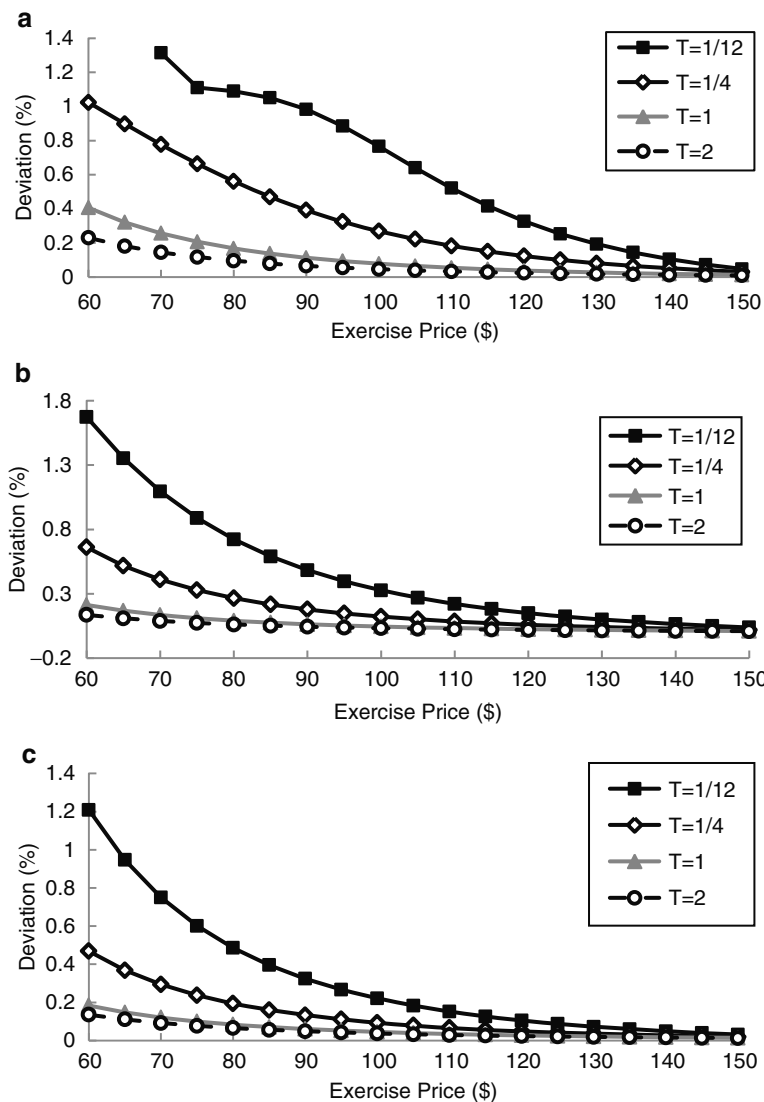 a
1.4
1.2
1
0.8
0.6
0.4
0.2
0
Deviation (%)
60 70 80 90 100 110 120 130 140 150
Exercise Price ($)
T=1/12
T=1/4
T=1
T=2
b
1.8
1.3
0.8
0.3
−0.2
Deviation (%)
60 70 80 90 100 110 120 130 140 150
Exercise Price ($)
T=1/12
T=1/4
T=1
T=2
c
1.4
1.2
1
0.8
0.6
0.4
0.2
0
Deviation (%)
60 70 80 90 100 110 120 130 140 150
Exercise Price ($)
T=1/12
T=1/4
T=1
T=2